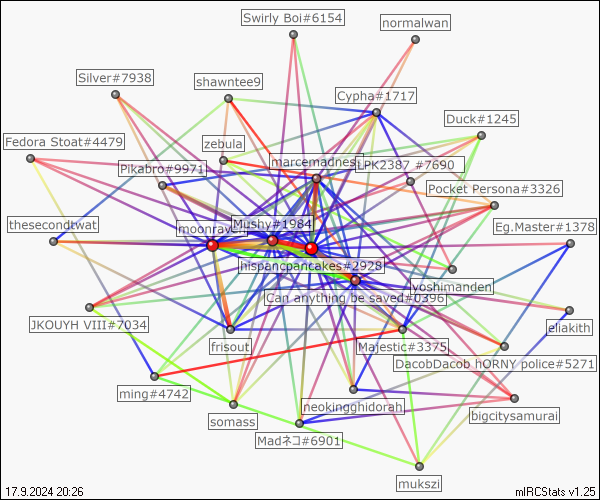 Swirly Boi#6154
normalwan
Silver#7938
shawntee9
Cypha#1717
Duck#1245
Fedora Stoat#4479
zebula
marcemadnes
LPK2387_#7690
Pikabro#9971
Pocket Persona#3326
thesecondtwat
moonrav
Mushy#1984
Eg.Master#1378
hispancpancakes#2928
yoshimanden
Can anything be saved#0396
JKOUYH VIII#7034
eliakith
frisout
Majestic#3375
DacobDacob hORNY police#5271
ming#4742
neokingghidorah
bigcitysamurai
somass
Madネコ#6901
mukszi
17.9.2024 20:26
mIRCStats v1.25